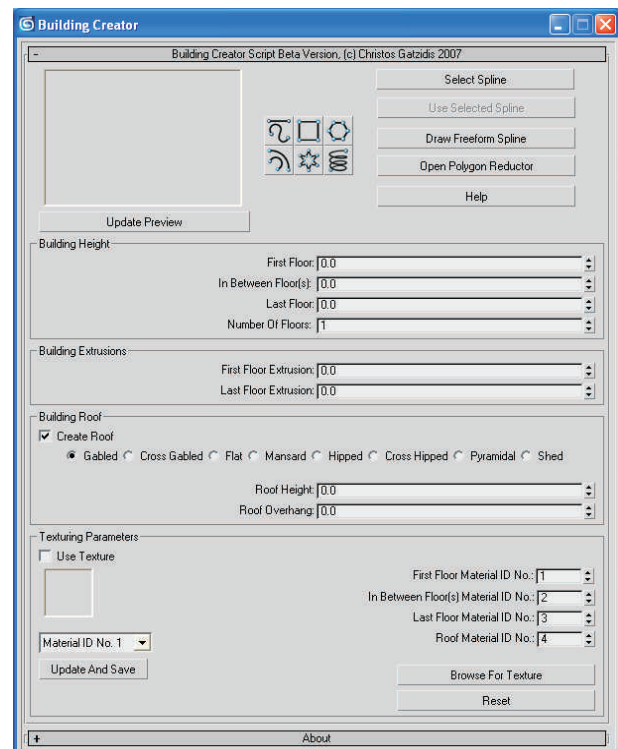 Building Creator
- Building Creator Script Beta Version, (c) Christos Gatzidis 2007
Select Spline
Use Selected Spline
Draw Freeform Spline
Open Polygon Reductor
Help
Update Preview
Building Height
First Floor: 0.0
In Between Floor(s): 0.0
Last Floor: 0.0
Number Of Floors: 1
Building Extrusions
First Floor Extrusion: 0.0
Last Floor Extrusion: 0.0
Building Roof
Create Roof
Gabled Cross Gabled Flat Mansard Hipped Cross Hipped Pyramidal Shed
Roof Height: 0.0
Roof Overhang: 0.0
Texturing Parameters
Use Texture
First Floor Material ID No.: 1
In Between Floor(s) Material ID No.: 2
Last Floor Material ID No.: 3
Roof Material ID No.: 4
Material ID No. 1
Update And Save
Browse For Texture
Reset
+ About